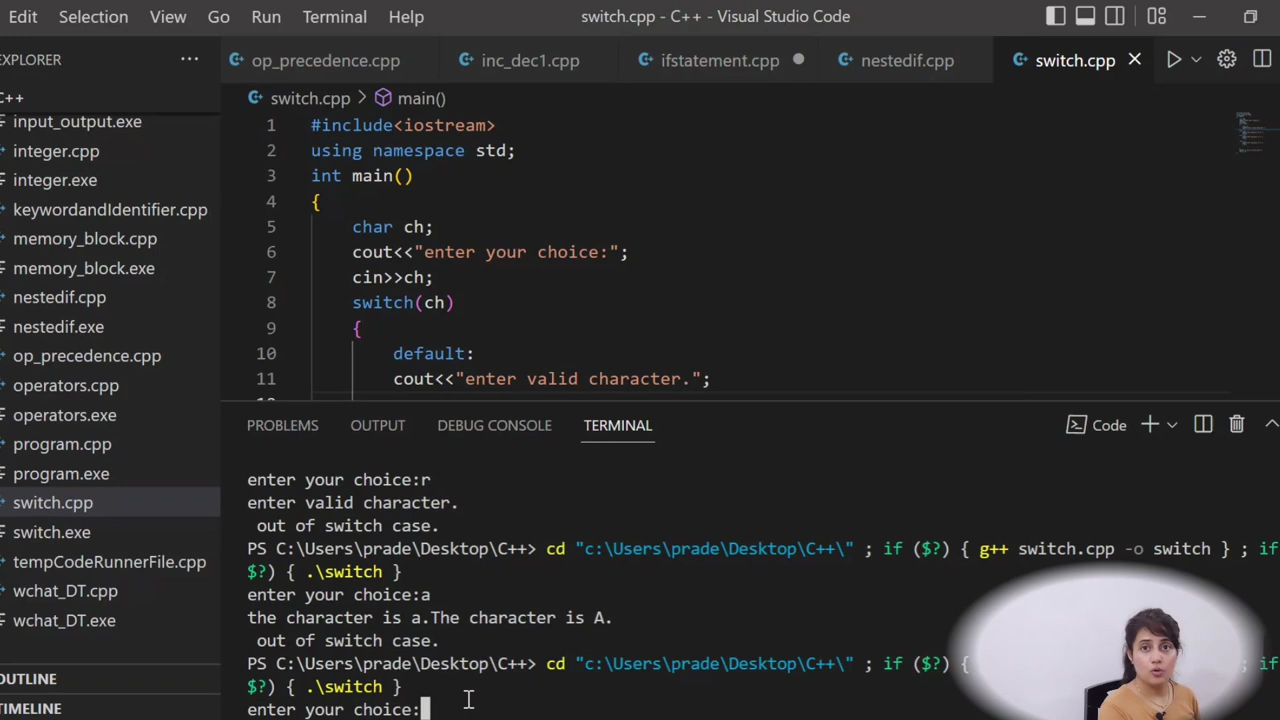 Edit Selection View Go Run Terminal Help switch.cpp - C++ - Visual Studio Code
EXPLORER ···
op_precedence.cpp inc_dec1.cpp ifstatement.cpp nestedif.cpp switch.cpp
C++
input_output.exe
integer.cpp
integer.exe
keywordandIdentifier.cpp
memory_block.cpp
memory_block.exe
nestedif.cpp
nestedif.exe
op_precedence.cpp
operators.cpp
operators.exe
program.cpp
program.exe
switch.cpp
switch.exe
tempCodeRunnerFile.cpp
wchat_DT.cpp
wchat_DT.exe
OUTLINE
TIMELINE
switch.cpp > main()
1 #include<iostream>
2 using namespace std;
3 int main()
4 {
5 char ch;
6 cout<<"enter your choice:";
7 cin>>ch;
8 switch(ch)
9 {
10 default:
11 cout<<"enter valid character.";
PROBLEMS OUTPUT DEBUG CONSOLE TERMINAL Code
enter your choice:r
enter valid character.
out of switch case.
PS C:\Users\prade\Desktop\C++> cd "c:\Users\prade\Desktop\C++\" ; if ($?) { g++ switch.cpp -o switch } ; if
$?) { .\switch }
enter your choice:a
the character is a.The character is A.
out of switch case.
PS C:\Users\prade\Desktop\C++> cd "c:\Users\prade\Desktop\C++\" ; if ($?) { if
$?) { .\switch }
enter your choice: